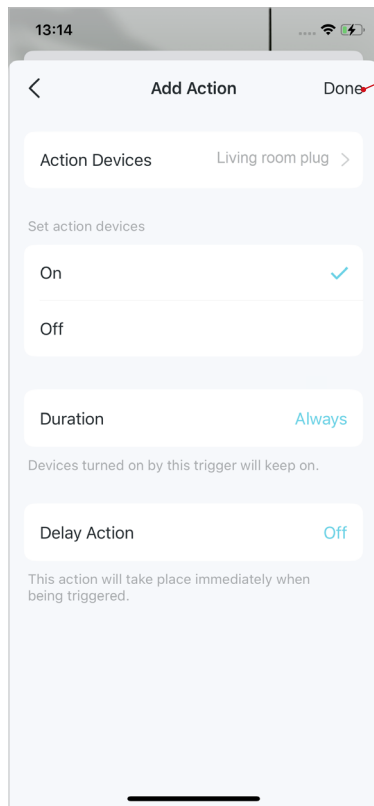 13:14
Add Action
Done
Action Devices Living room plug
Set action devices
On
Off
Duration Always
Devices turned on by this trigger will keep on.
Delay Action Off
This action will take place immediately when
being triggered.